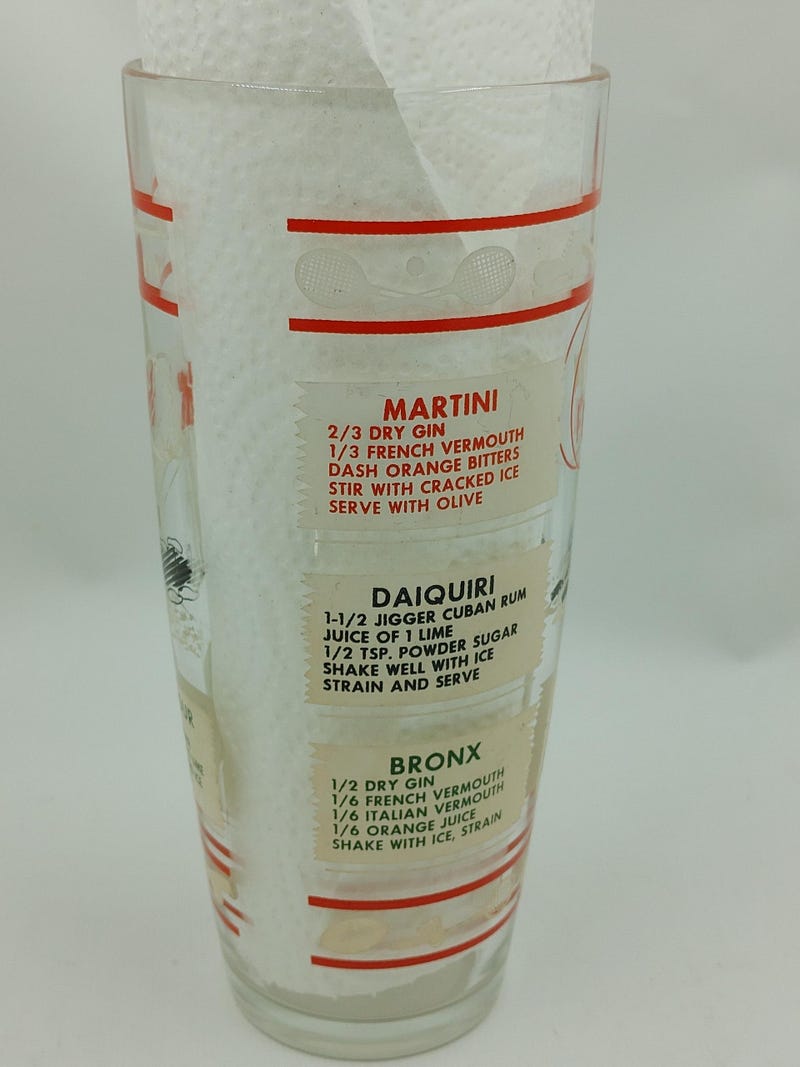 MARTINI
2/3 DRY GIN
1/3 FRENCH VERMOUTH
DASH ORANGE BITTERS
STIR WITH CRACKED ICE
SERVE WITH OLIVE
DAIQUIRI
1-1/2 JIGGER CUBAN RUM
JUICE OF 1 LIME
1/2 TSP. POWDER SUGAR
SHAKE WELL WITH ICE
STRAIN AND SERVE
BRONX
1/2 DRY GIN
1/6 FRENCH VERMOUTH
1/6 ITALIAN VERMOUTH
1/6 ORANGE JUICE
SHAKE WITH ICE, STRAIN